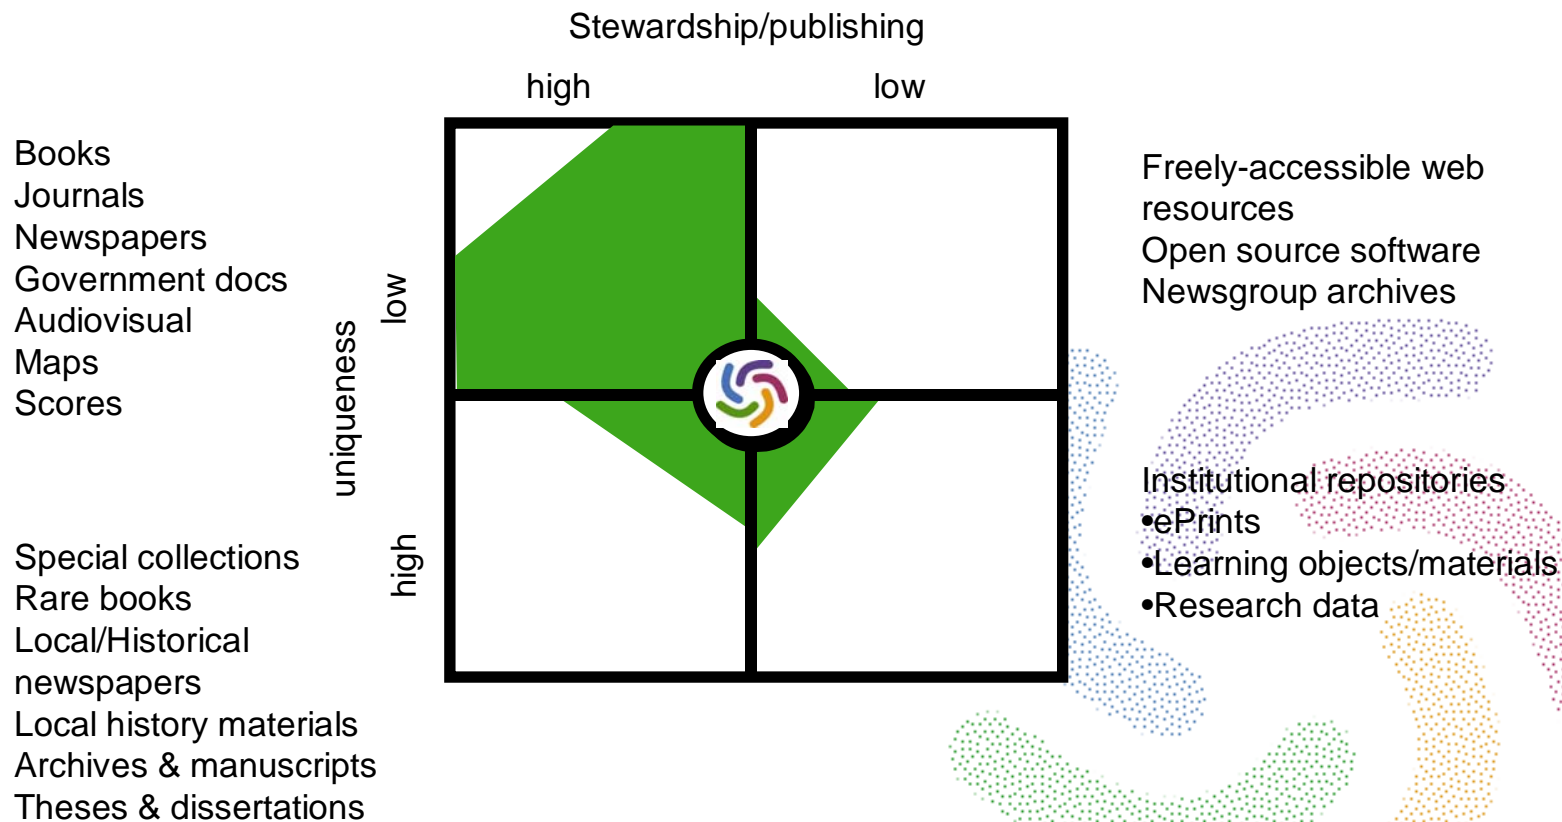 Stewardship/publishing
high
low
Books
Journals
Newspapers
Government docs
Audiovisual
Maps
Scores
uniqueness
low
high
Special collections
Rare books
Local/Historical
newspapers
Local history materials
Archives & manuscripts
Theses & dissertations
Freely-accessible web
resources
Open source software
Newsgroup archives
Institutional repositories
•ePrints
•Learning objects/materials
•Research data